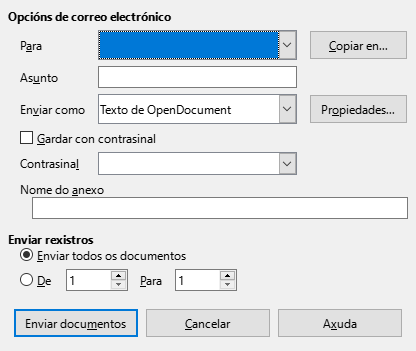 Opcións de correo electrónico
Para
Copiar en...
Asunto
Enviar como Texto de OpenDocument Propiedades...
Gardar con contrasinal
Contrasinal
Nome do anexo
Enviar rexistros
Enviar todos os documentos
De 1 Para 1
Enviar documentos Cancelar Axuda